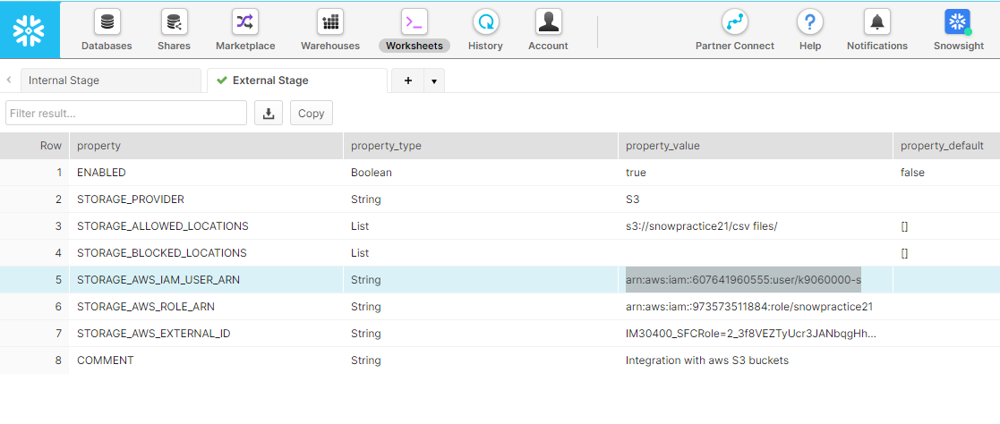 Databases Shares Marketplace Warehouses Worksheets History Account Partner Connect Help Notifications Snowsight
Internal Stage External Stage
Filter result... Copy
Row property property_type property_value property_default
1 ENABLED Boolean true false
2 STORAGE_PROVIDER String S3
3 STORAGE_ALLOWED_LOCATIONS List s3://snowpractice21/csv files/ []
4 STORAGE_BLOCKED_LOCATIONS List []
5 STORAGE_AWS_IAM_USER_ARN String arn:aws:iam::607641960555:user/k9060000-s
6 STORAGE_AWS_ROLE_ARN String arn:aws:iam::973573511884:role/snowpractice21
7 STORAGE_AWS_EXTERNAL_ID String IM30400_SFCRole=2_3f8VEZTyUcr3JANbqgHh...
8 COMMENT String Integration with aws S3 buckets